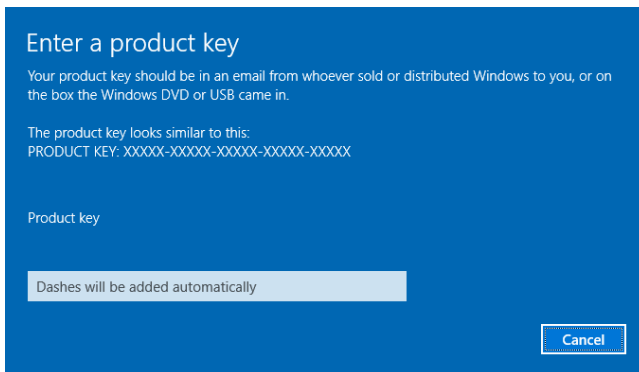 Enter a product key
Your product key should be in an email from whoever sold or distributed Windows to you, or on
the box the Windows DVD or USB came in.
The product key looks similar to this:
PRODUCT KEY: XXXXX-XXXXX-XXXXX-XXXXX-XXXXX
Product key
Dashes will be added automatically
Cancel